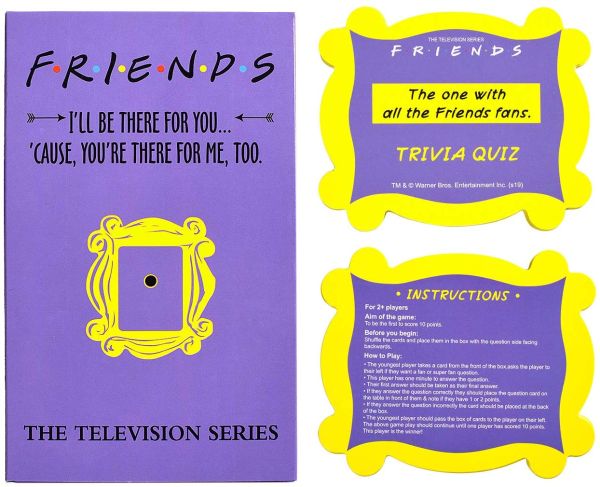 F·R·I·E·N·D·S
I'LL BE THERE FOR YOU...
'CAUSE, YOU'RE THERE FOR ME, TOO.
THE TELEVISION SERIES
THE TELEVISION SERIES
F·R·I·E·N·D·S
The one with
all the Friends fans.
TRIVIA QUIZ
TM & © Warner Bros. Entertainment Inc. (s19)
• INSTRUCTIONS •
For 2+ players
Aim of the game:
To be the first to score 10 points.
Before you begin:
Shuffle the cards and place them in the box with the question side facing
backwards.
How to Play:
• The youngest player takes a card from the front of the box,asks the player to
their left if they want a fan or super fan question.
• This player has one minute to answer the question.
• Their first answer should be taken as their final answer.
• If they answer the question correctly they should place the question card on
the table in front of them & note if they have 1 or 2 points.
• If they answer the question incorrectly the card should be placed at the back
of the box.
• The youngest player should pass the box of cards to the player on their left.
The above game play should continue until one player has scored 10 points.
This player is the winner!